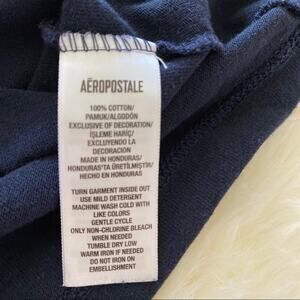 AĒROPOSTALE
100% COTTON/
PAMUK/ALGODÓN
EXCLUSIVE OF DECORATION/
İŞLEME HARİÇ/
EXCLUYENDO LA
DECORACIÓN
MADE IN HONDURAS/
HONDURAS'TA ÜRETİLMİŞTİR/
HECHO EN HONDURAS
TURN GARMENT INSIDE OUT
USE MILD DETERGENT
MACHINE WASH COLD WITH
LIKE COLORS
GENTLE CYCLE
ONLY NON-CHLORINE BLEACH
WHEN NEEDED
TUMBLE DRY LOW
WARM IRON IF NEEDED
DO NOT IRON ON
EMBELLISHMENT